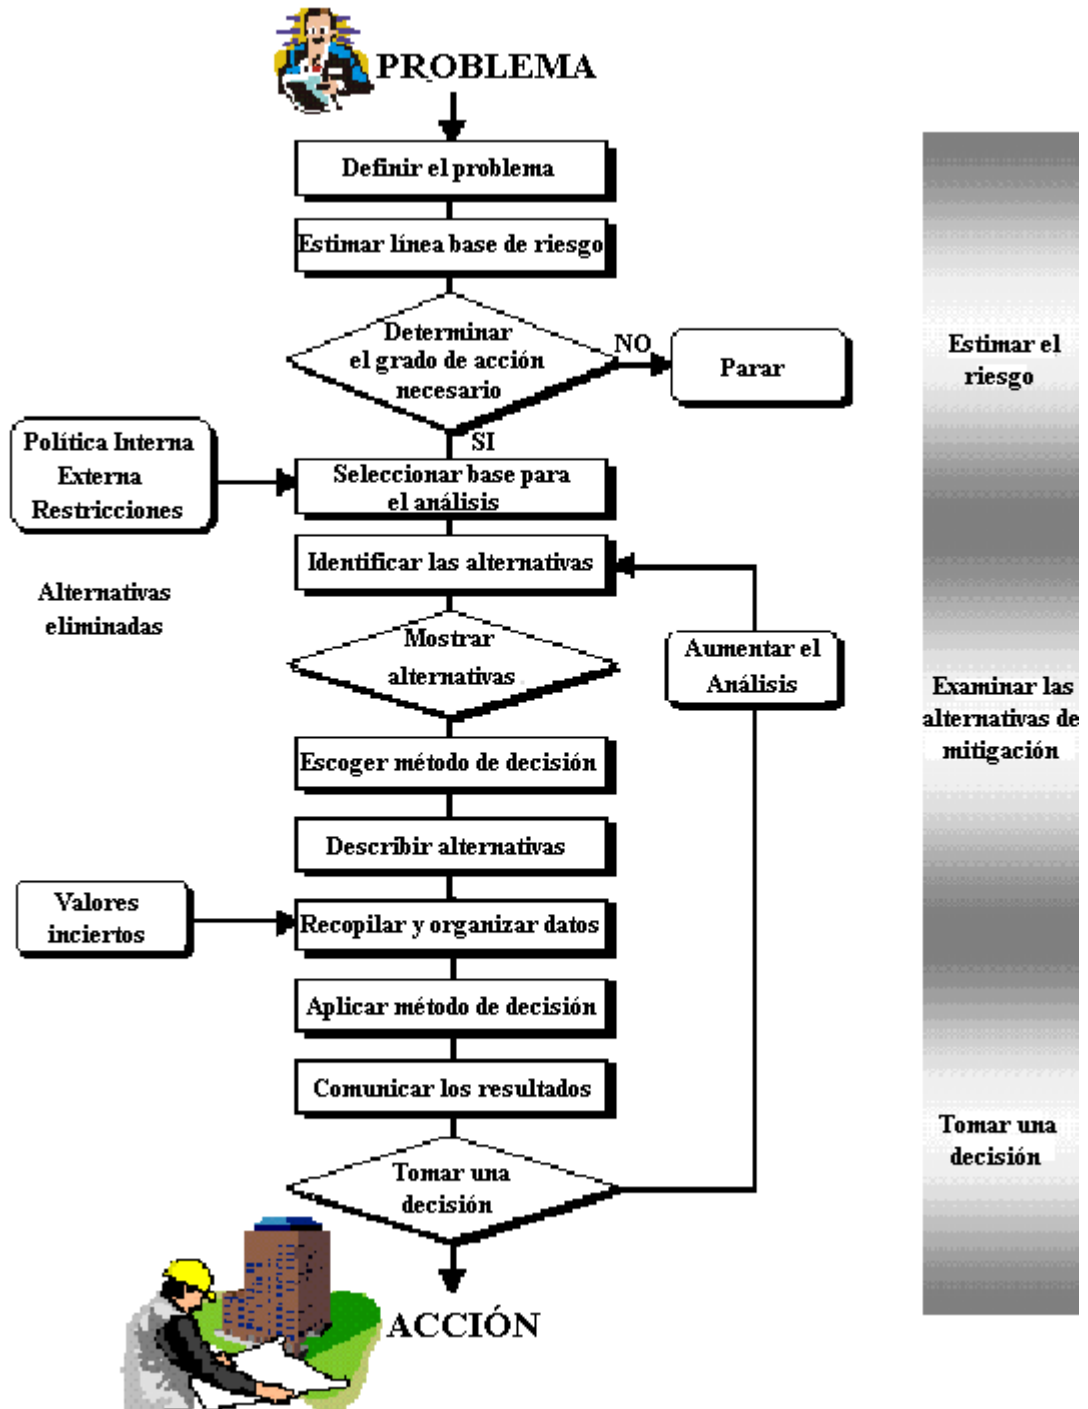 PROBLEMA
Definir el problema
Estimar línea base de riesgo
Determinar
el grado de acción
necesario
NO
Parar
SI
Política Interna
Externa
Restricciones
Seleccionar base para
el análisis
Identificar las alternativas
Alternativas
eliminadas
Mostrar
alternativas
Aumentar el
Análisis
Escoger método de decisión
Describir alternativas
Valores
inciertos
Recopilar y organizar datos
Aplicar método de decisión
Comunicar los resultados
Tomar una
decisión
ACCIÓN
Estimar el
riesgo
Examinar las
alternativas de
mitigación
Tomar una
decisión